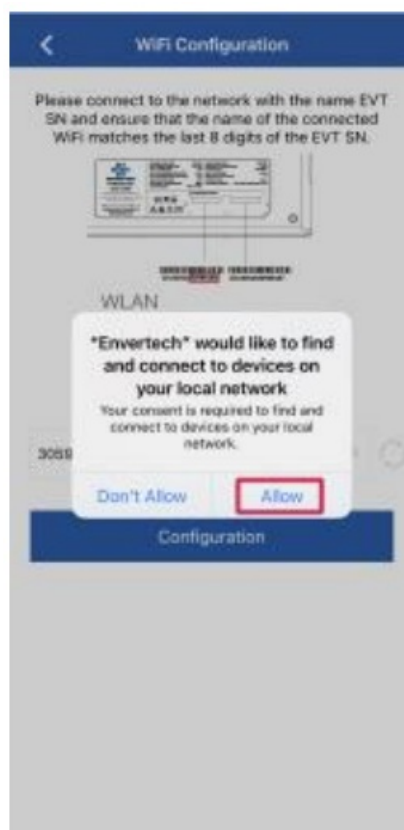 WiFi Configuration
Please connect to the network with the name EVT
SN and ensure that the name of the connected
WiFi matches the last 8 digits of the EVT SN.
WLAN
"Envertech" would like to find
and connect to devices on
your local network
Your consent is required to find and
connect to devices on your local
network.
3059
Don't Allow
Allow
Configuration